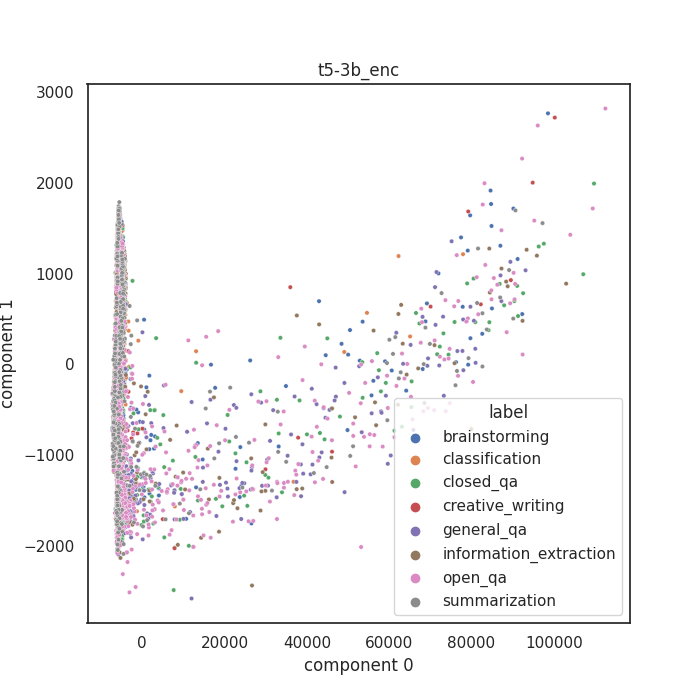 t5-3b_enc
3000
2000
1000
0
−1000
−2000
component 1
0
20000
40000
60000
80000
100000
component 0
label
brainstorming
classification
closed_qa
creative_writing
general_qa
information_extraction
open_qa
summarization